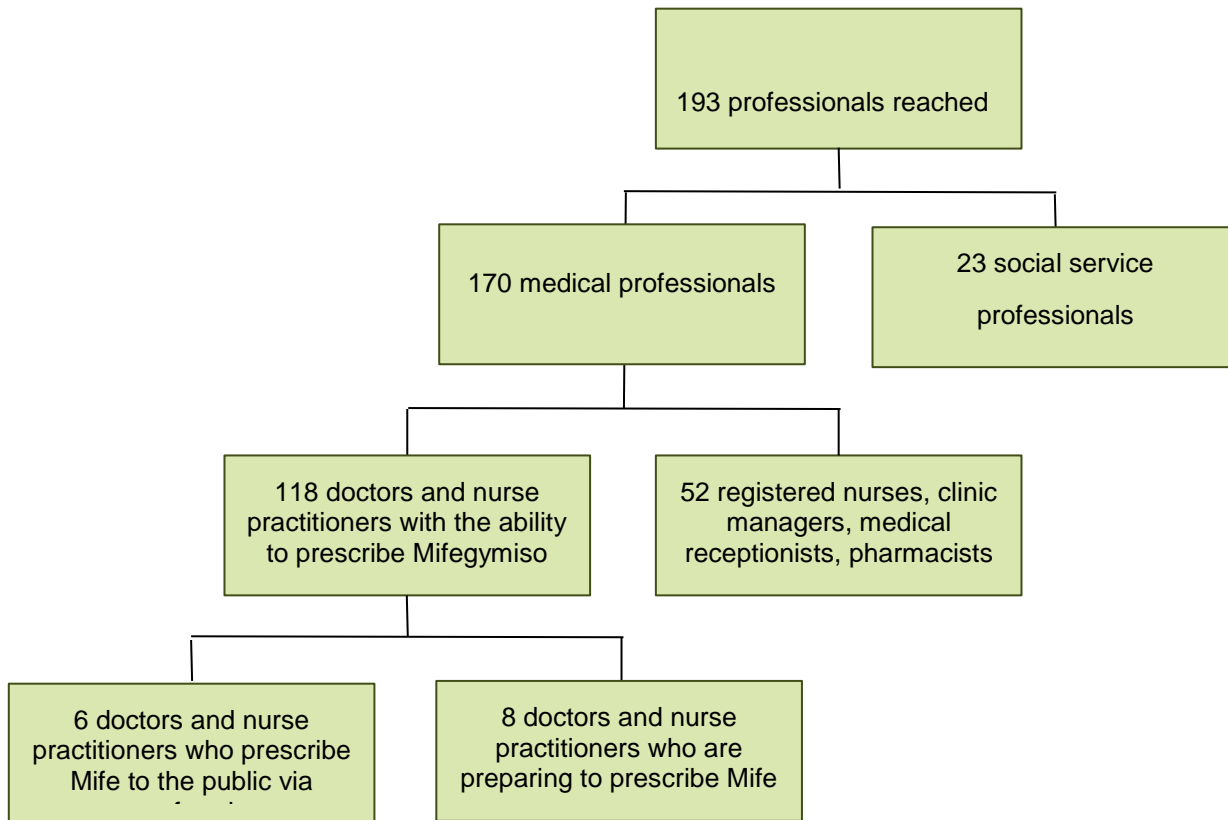 193 professionals reached
170 medical professionals
23 social service
professionals
118 doctors and nurse
practitioners with the ability
to prescribe Mifegymiso
52 registered nurses, clinic
managers, medical
receptionists, pharmacists
6 doctors and nurse
practitioners who prescribe
Mife to the public via
8 doctors and nurse
practitioners who are
preparing to prescribe Mife